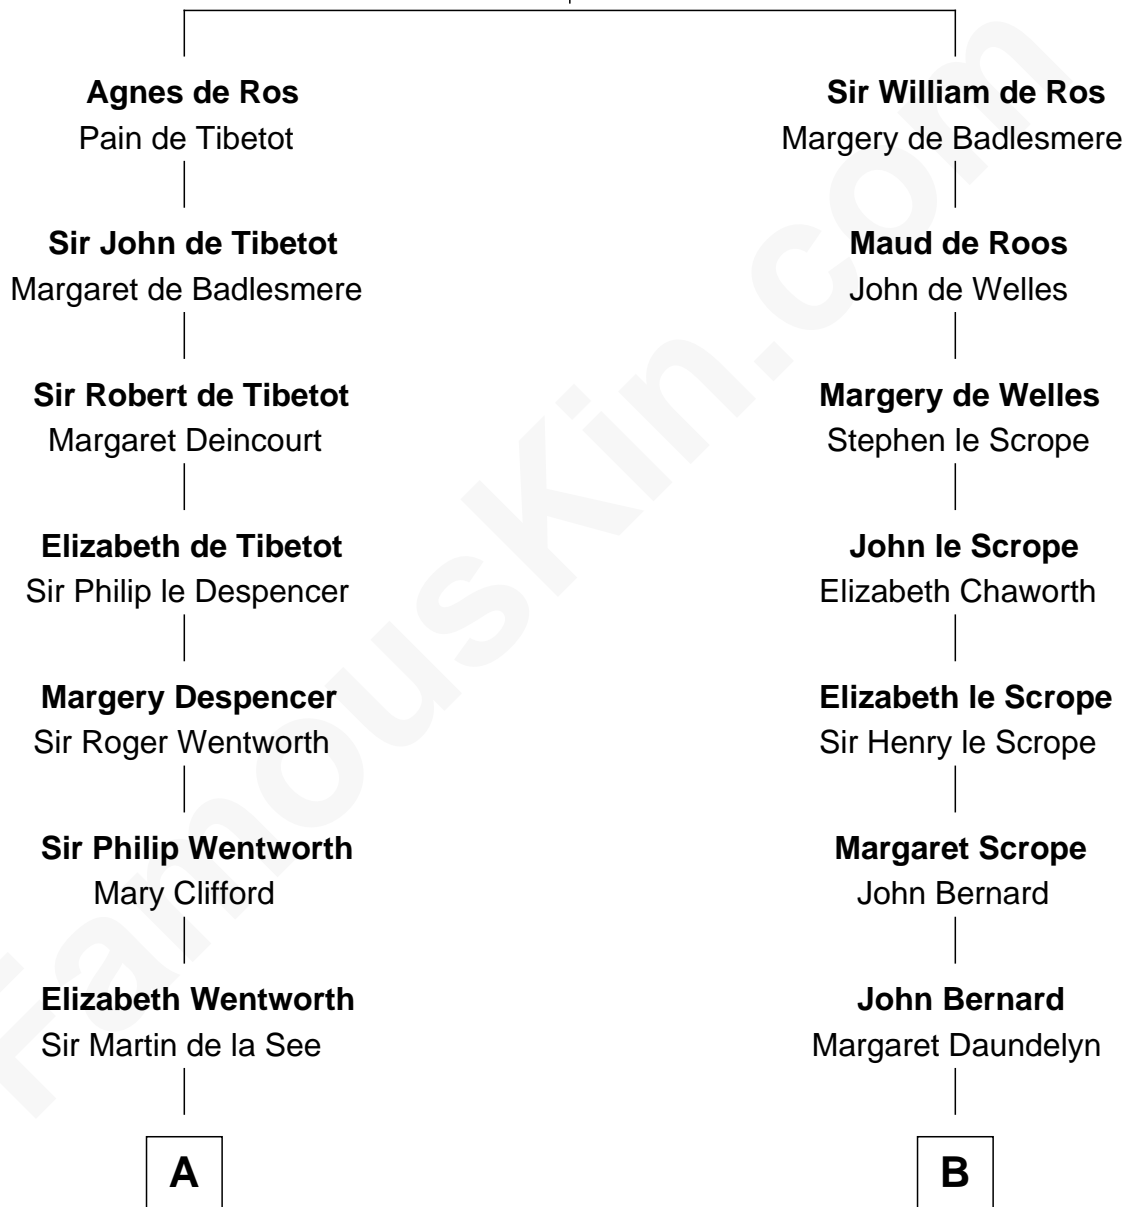 Agnes de Ros
Pain de Tibetot
Sir John de Tibetot
Margaret de Badlesmere
Sir Robert de Tibetot
Margaret Deincourt
Elizabeth de Tibetot
Sir Philip le Despencer
Margery Despencer
Sir Roger Wentworth
Sir Philip Wentworth
Mary Clifford
Elizabeth Wentworth
Sir Martin de la See
A
Sir William de Ros
Margery de Badlesmere
Maud de Roos
John de Welles
Margery de Welles
Stephen le Scrope
John le Scrope
Elizabeth Chaworth
Elizabeth le Scrope
Sir Henry le Scrope
Margaret Scrope
John Bernard
John Bernard
Margaret Daundelyn
B
FamousKin.com